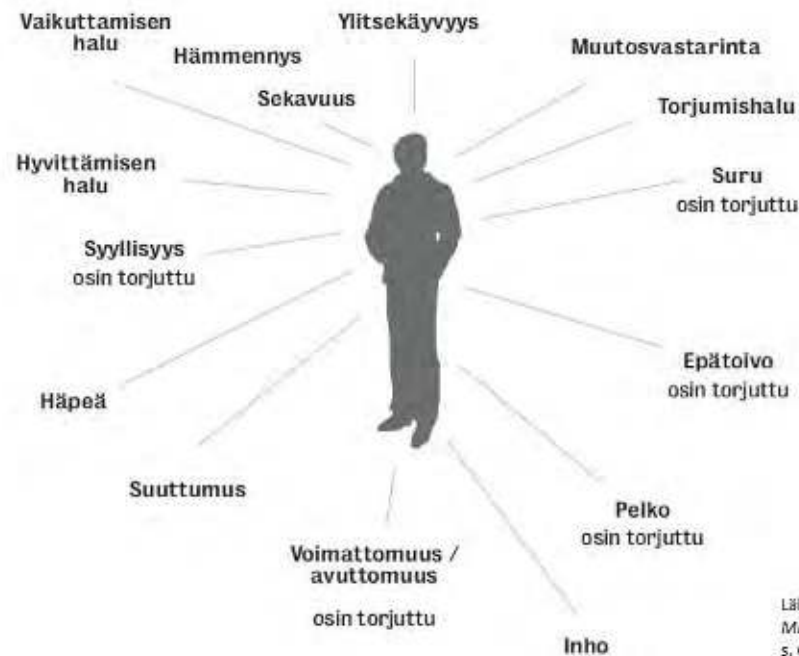 Vaikuttamisen
halu
Hämmennys
Sekavuus
Ylitsekäyvyys
Muutosvastarinta
Torjumishalu
Suru
osin torjuttu
Hyvittämisen
halu
Syyllisyys
osin torjuttu
Epätoivo
osin torjuttu
Häpeä
Suuttumus
Pelko
osin torjuttu
Voimattomuus /
avuttomuus
osin torjuttu
Inho